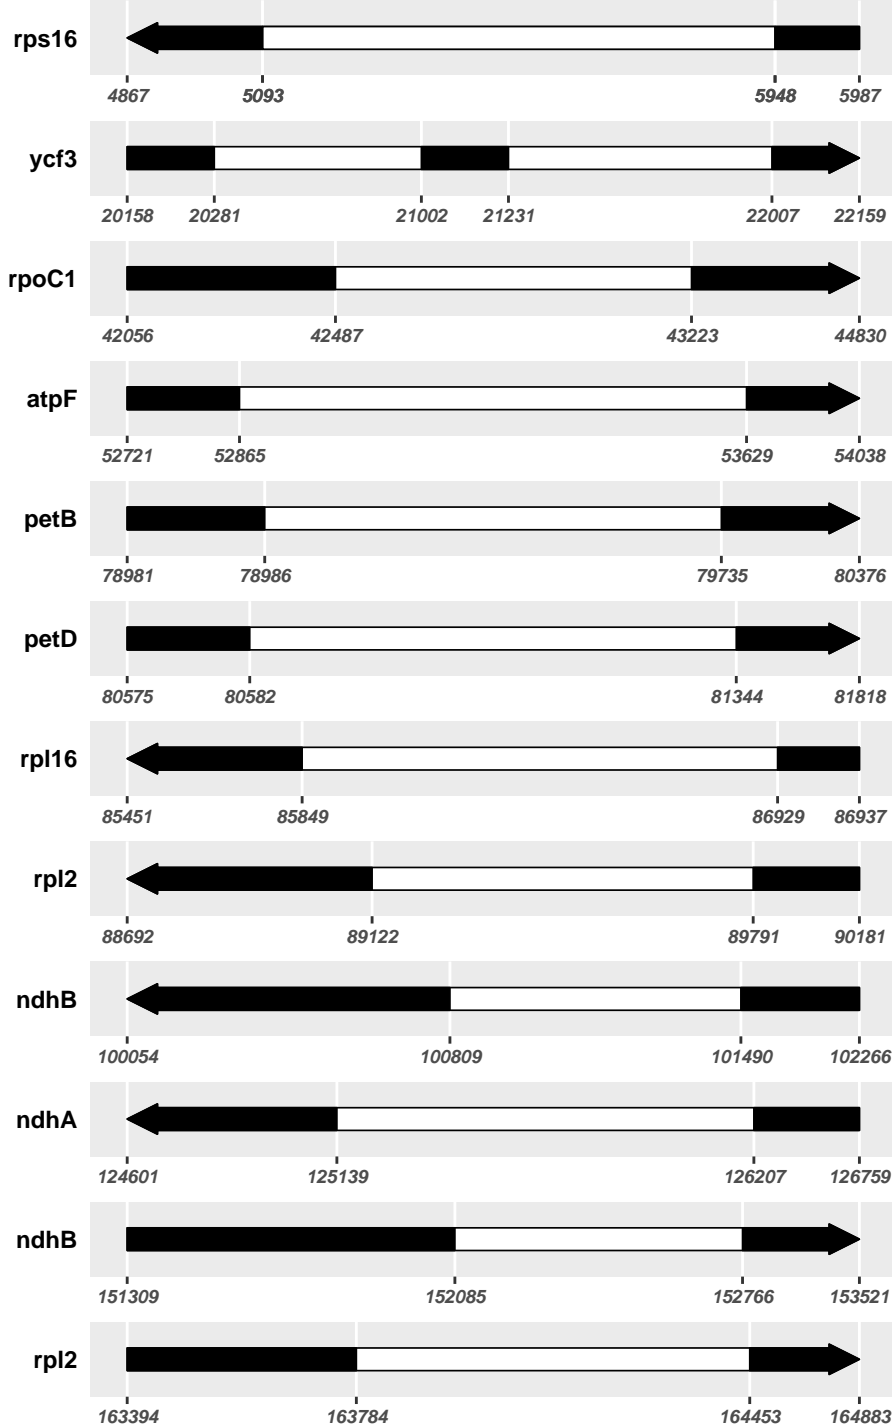 rps16
4867 5093 5948 5987
ycf3
20158 20281 21002 21231 22007 22159
rpoC1
42056 42487 43223 44830
atpF
52721 52865 53629 54038
petB
78981 78986 79735 80376
petD
80575 80582 81344 81818
rpl16
85451 85849 86929 86937
rpl2
88692 89122 89791 90181
ndhB
100054 100809 101490 102266
ndhA
124601 125139 126207 126759
ndhB
151309 152085 152766 153521
rpl2
163394 163784 164453 164883